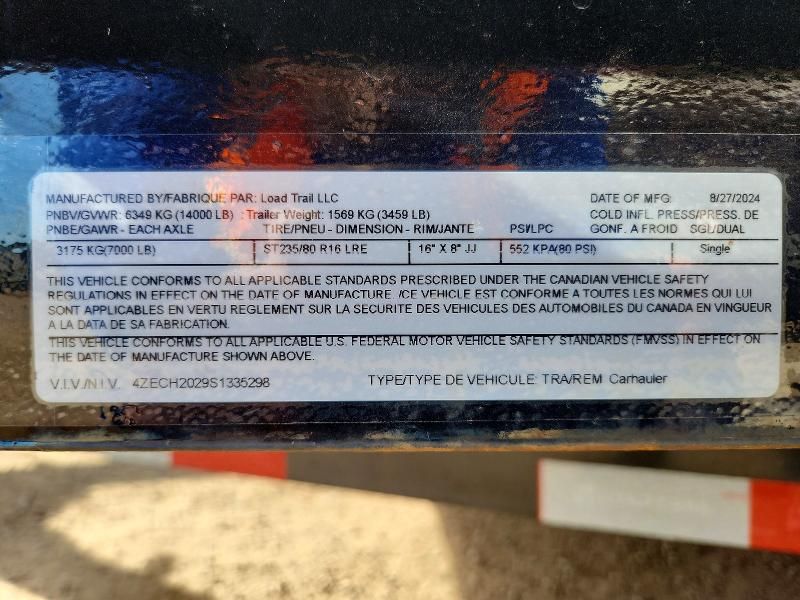 MANUFACTURED BY/FABRIQUE PAR: Load Trail LLC DATE OF MFG: 8/27/2024
PNBV/GVWR: 6349 KG (14000 LB) : Trailer Weight: 1569 KG (3459 LB) COLD INFL. PRESS/PRESS. DE
PNBE/GAWR - EACH AXLE TIRE/PNEU - DIMENSION - RIM/JANTE PSI/LPC GONF. A FROID SGL/DUAL
3175 KG(7000 LB) ST235/80 R16 LRE 16" X 8" JJ 552 KPA(80 PSI) Single
THIS VEHICLE CONFORMS TO ALL APPLICABLE STANDARDS PRESCRIBED UNDER THE CANADIAN VEHICLE SAFETY
REGULATIONS IN EFFECT ON THE DATE OF MANUFACTURE. /CE VEHICLE EST CONFORME A TOUTES LES NORMES QUI LUI
SONT APPLICABLES EN VERTU REGLEMENT SUR LA SECURITE DES VEHICULES DES AUTOMOBILES DU CANADA EN VINGUEUR
A LA DATA DE SA FABRICATION.
THIS VEHICLE CONFORMS TO ALL APPLICABLE U.S. FEDERAL MOTOR VEHICLE SAFETY STANDARDS (FMVSS) IN EFFECT ON
THE DATE OF MANUFACTURE SHOWN ABOVE.
V.I.V./N.I.V. 4ZECH2029S1335298 TYPE/TYPE DE VEHICULE: TRA/REM Carhauler